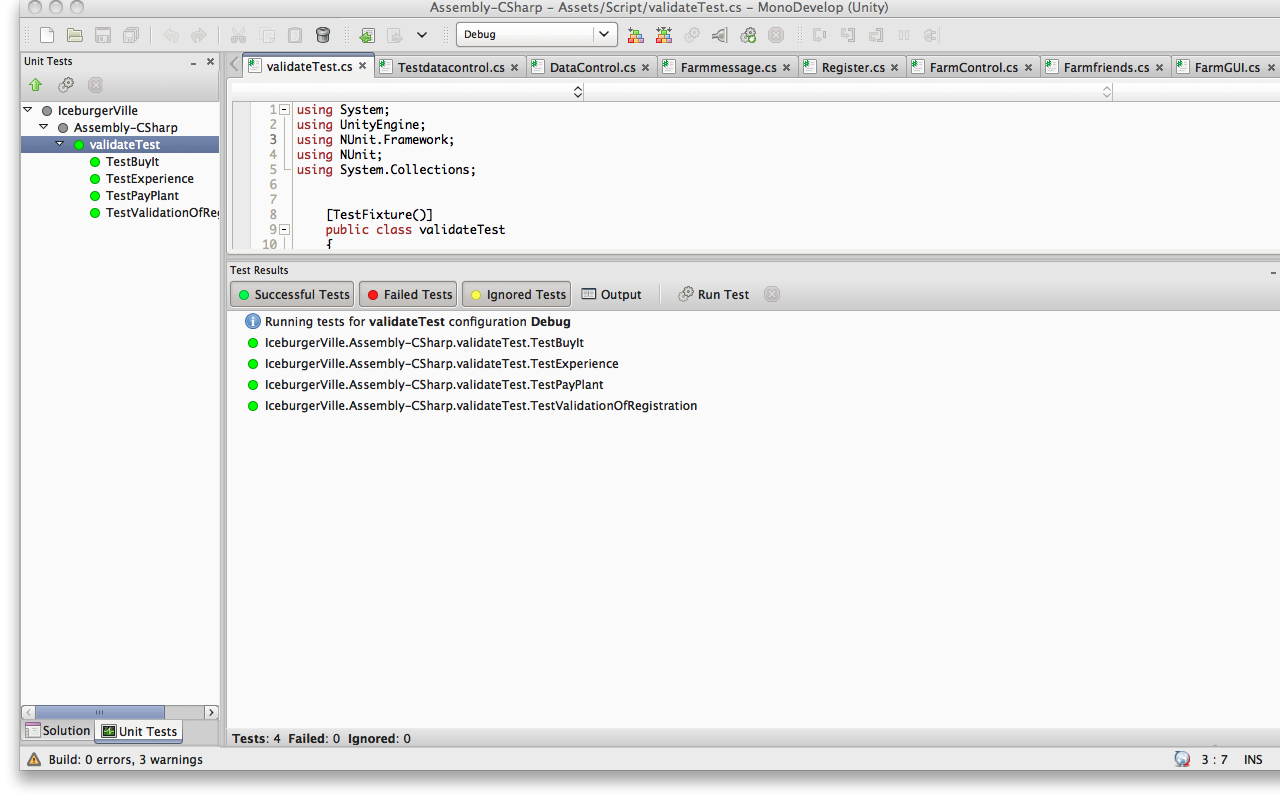 Assembly-CSharp – Assets/Script/validateTest.cs – MonoDevelop (Unity)
Debug
Unit Tests
validateTest.cs Testdatacontrol.cs DataControl.cs Farmmessage.cs Register.cs FarmControl.cs Farmfriends.cs FarmGUI.cs
IceburgerVille
Assembly-CSharp
validateTest
TestBuyIt
TestExperience
TestPayPlant
TestValidationOfReg
1 using System;
2 using UnityEngine;
3 using NUnit.Framework;
4 using NUnit;
5 using System.Collections;
6
7
8 [TestFixture()]
9 public class validateTest
10 {
Test Results
Successful Tests Failed Tests Ignored Tests Output Run Test
Running tests for validateTest configuration Debug
IceburgerVille.Assembly-CSharp.validateTest.TestBuyIt
IceburgerVille.Assembly-CSharp.validateTest.TestExperience
IceburgerVille.Assembly-CSharp.validateTest.TestPayPlant
IceburgerVille.Assembly-CSharp.validateTest.TestValidationOfRegistration
Solution Unit Tests
Tests: 4 Failed: 0 Ignored: 0
Build: 0 errors, 3 warnings
3 : 7 INS